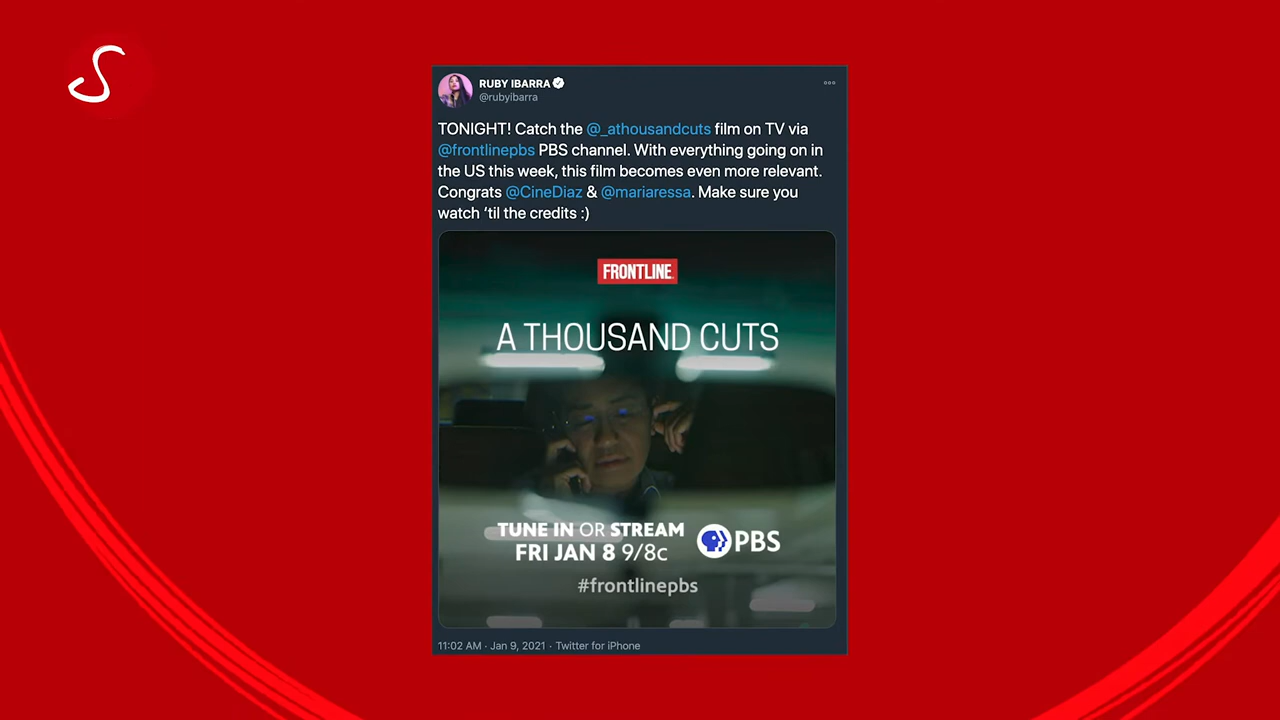 S
RUBY IBARRA
@rubyibarra
TONIGHT! Catch the @_athousandcuts film on TV via
@frontlinepbs PBS channel. With everything going on in
the US this week, this film becomes even more relevant.
Congrats @CineDiaz & @mariaressa. Make sure you
watch ’til the credits :)
FRONTLINE
A THOUSAND CUTS
TUNE IN OR STREAM
FRI JAN 8 9/8c
PBS
#frontlinepbs
11:02 AM · Jan 9, 2021 · Twitter for iPhone